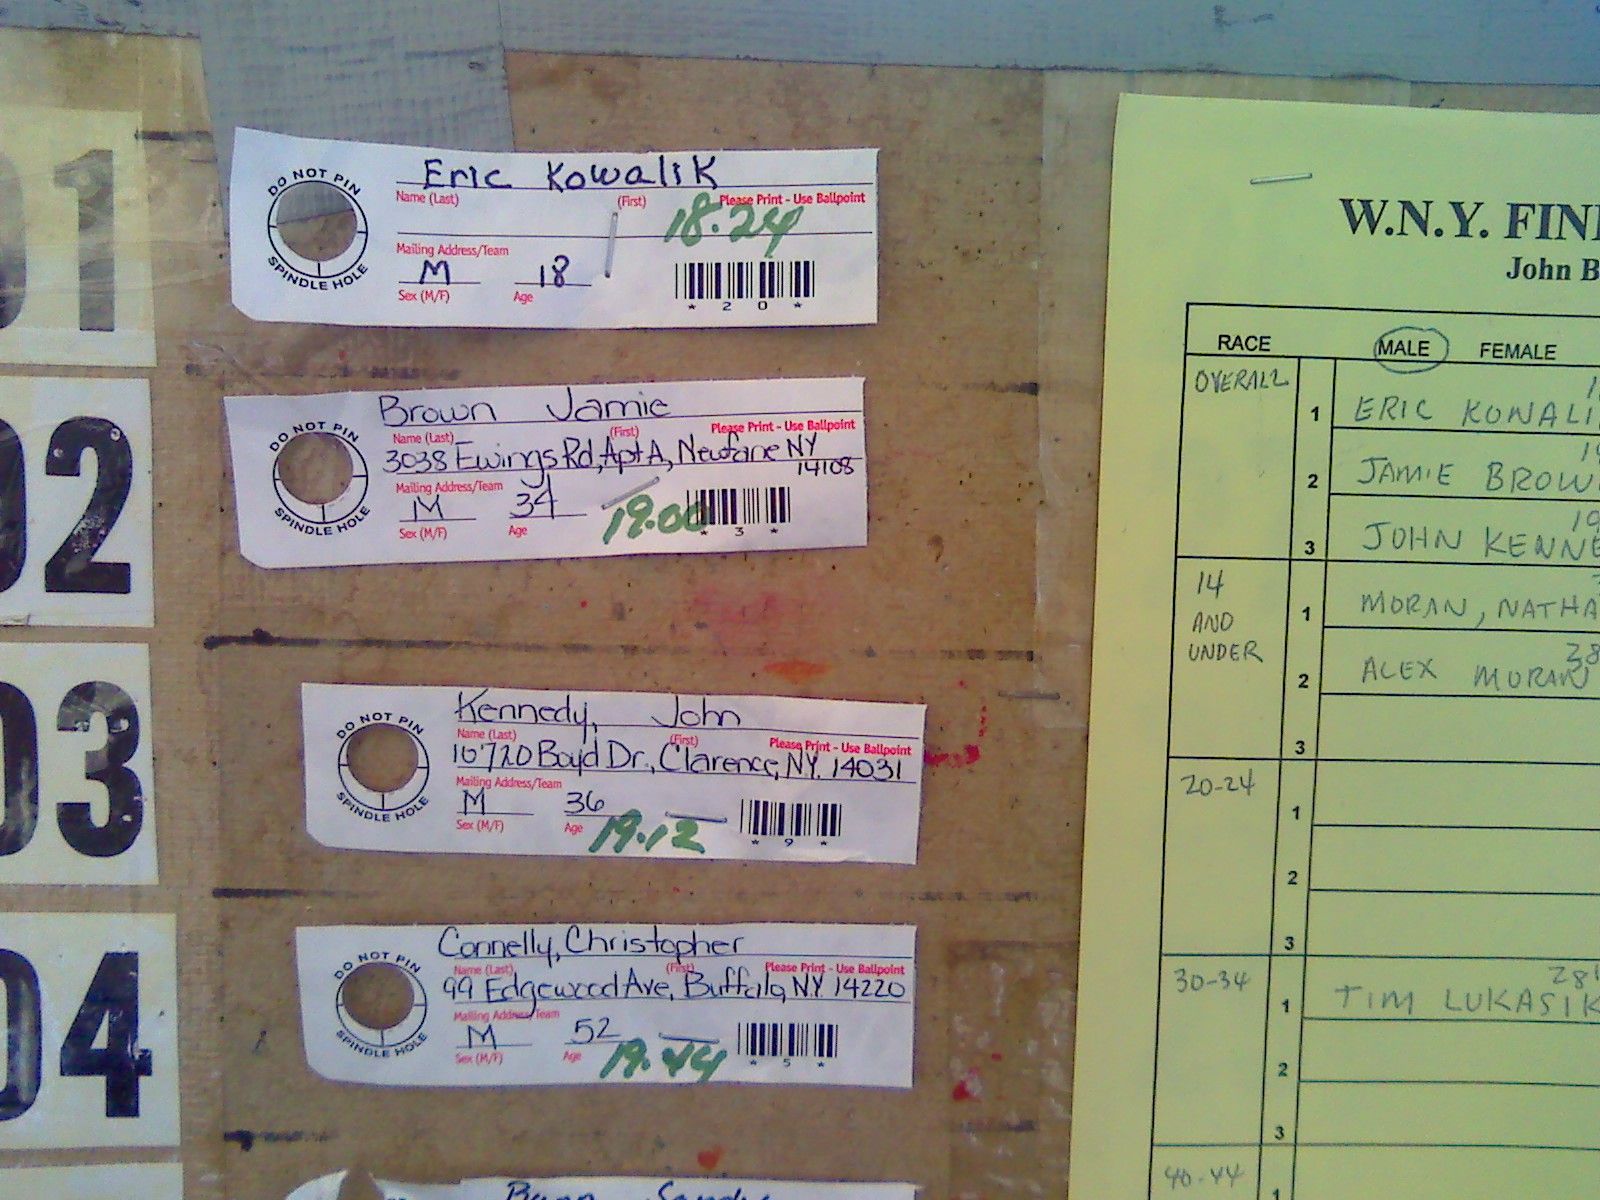 01
DO NOT PIN
SPINDLE HOLE
Eric Kowalik
Name (Last) (First) Please Print - Use Ballpoint
18.24
Mailing Address/Team
M 18
Sex (M/F) Age
* 20 *
02
DO NOT PIN
SPINDLE HOLE
Brown Jamie
Name (Last) (First) Please Print - Use Ballpoint
3038 Ewings Rd, Apt A, Newfane NY
14108
Mailing Address/Team
M 34
19.00
Sex (M/F) Age
* 3 *
03
DO NOT PIN
SPINDLE HOLE
Kennedy, John
Name (Last) (First) Please Print - Use Ballpoint
10720 Boyd Dr., Clarence, NY. 14031
Mailing Address/Team
M 36
19.12
Sex (M/F) Age
* 9 *
04
DO NOT PIN
SPINDLE HOLE
Connelly, Christopher
Name (Last) (First) Please Print - Use Ballpoint
99 Edgewood Ave, Buffalo, NY 14220
Mailing Address/Team
M 52
19.44
Sex (M/F) Age
* 5 *
W.N.Y. FIN
John B
RACE MALE FEMALE
OVERALL
1 ERIC KOWALI
2 JAMIE BROW
3 JOHN KENNE
14 AND UNDER
1 MORAN, NATHA
2 ALEX MORAN 28
3
20-24
1
2
3
30-34
1 TIM LUKASIK 28
2
3
40-44
1